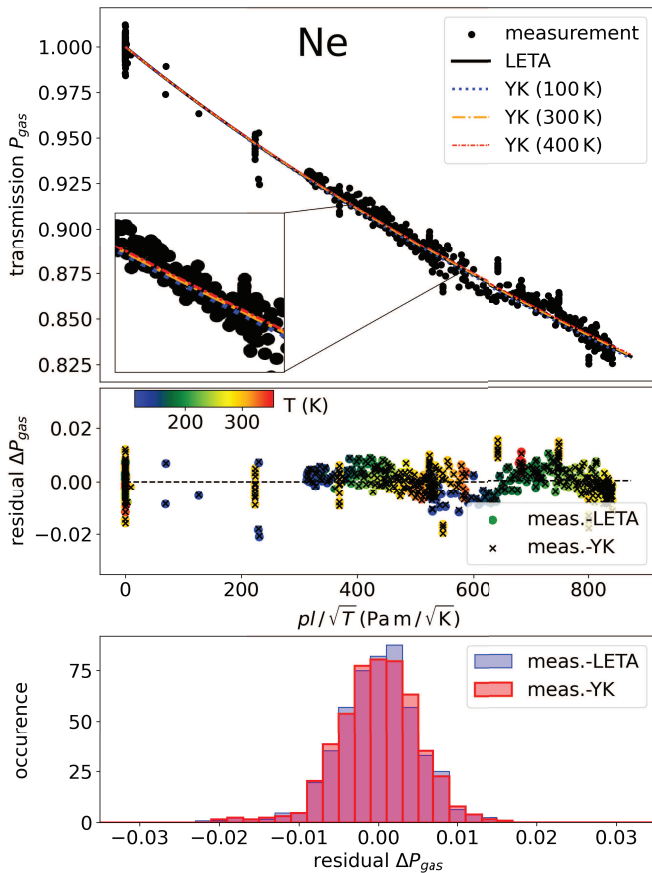 Ne
measurement
LETA
YK (100 K)
YK (300 K)
YK (400 K)
transmission P_gas
1.000
0.975
0.950
0.925
0.900
0.875
0.850
0.825
T (K)
200
300
residual ΔP_gas
0.02
0.00
−0.02
meas.-LETA
meas.-YK
0
200
400
600
800
pl/√T (Pa m/√K)
meas.-LETA
meas.-YK
occurence
75
50
25
0
−0.03
−0.02
−0.01
0.00
0.01
0.02
0.03
residual ΔP_gas